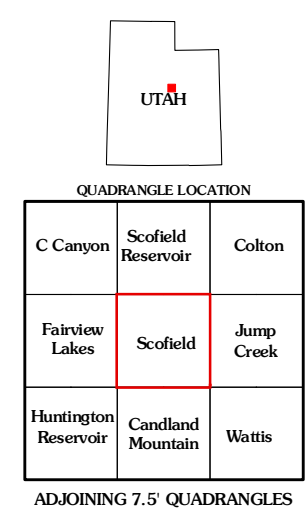 UTAH
QUADRANGLE LOCATION
C Canyon
Scofield
Reservoir
Colton
Fairview
Lakes
Scofield
Jump
Creek
Huntington
Reservoir
Candland
Mountain
Wattis
ADJOINING 7.5' QUADRANGLES